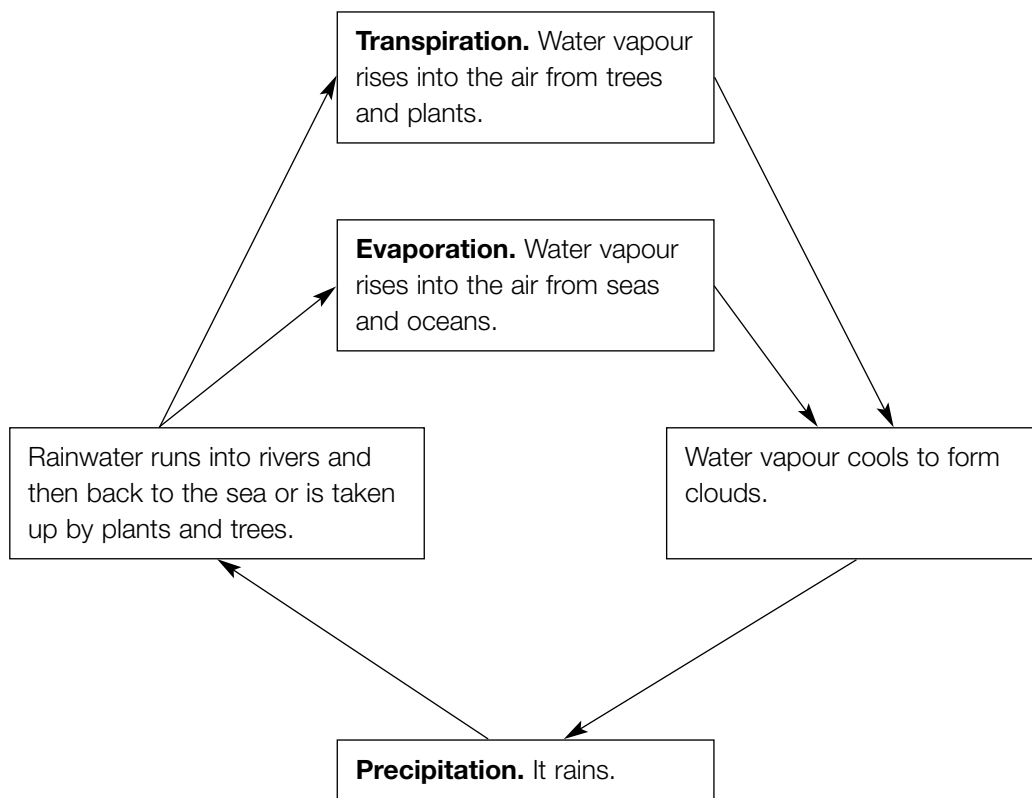 Transpiration. Water vapour
rises into the air from trees
and plants.
Evaporation. Water vapour
rises into the air from seas
and oceans.
Rainwater runs into rivers and
then back to the sea or is taken
up by plants and trees.
Water vapour cools to form
clouds.
Precipitation. It rains.